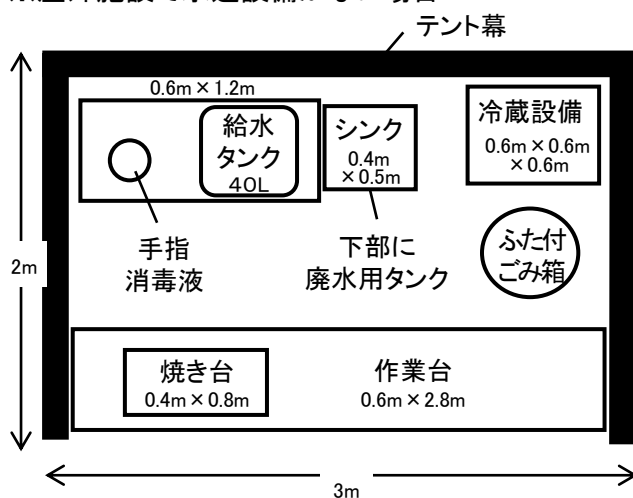 テント幕
0.6m×1.2m
給水
タンク
40L
シンク
0.4m
×0.5m
冷蔵設備
0.6m×0.6m
×0.6m
手指
消毒液
下部に
廃水用タンク
ふた付
ごみ箱
2m
焼き台
0.4m×0.8m
作業台
0.6m×2.8m
3m